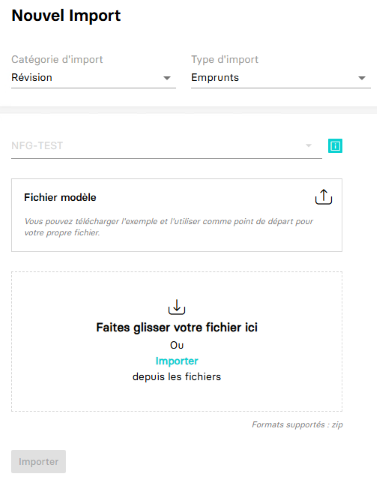 Nouvel Import
Catégorie d'import
Type d'import
Révision
Emprunts
NFG-TEST
Fichier modèle
Vous pouvez télécharger l'exemple et l'utiliser comme point de départ pour
votre propre fichier.
Faites glisser votre fichier ici
Ou
Importer
depuis les fichiers
Formats supportés : zip
Importer